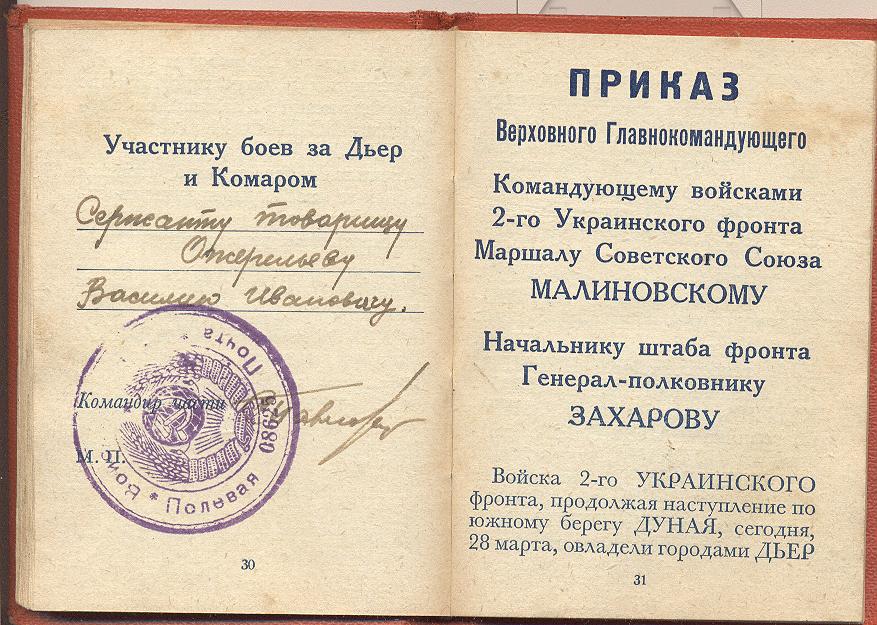 Участнику боев за Дьер
и Комаром
Сержанту товарищу
Ожерельеву
Василию Ивановичу.
Командир части
М. П.
Полевая Почта
30
ПРИКАЗ
Верховного Главнокомандующего
Командующему войсками
2-го Украинского фронта
Маршалу Советского Союза
МАЛИНОВСКОМУ
Начальнику штаба фронта
Генерал-полковнику
ЗАХАРОВУ
Войска 2-го УКРАИНСКОГО
фронта, продолжая наступление по
южному берегу ДУНАЯ, сегодня,
28 марта, овладели городами ДЬЕР
31